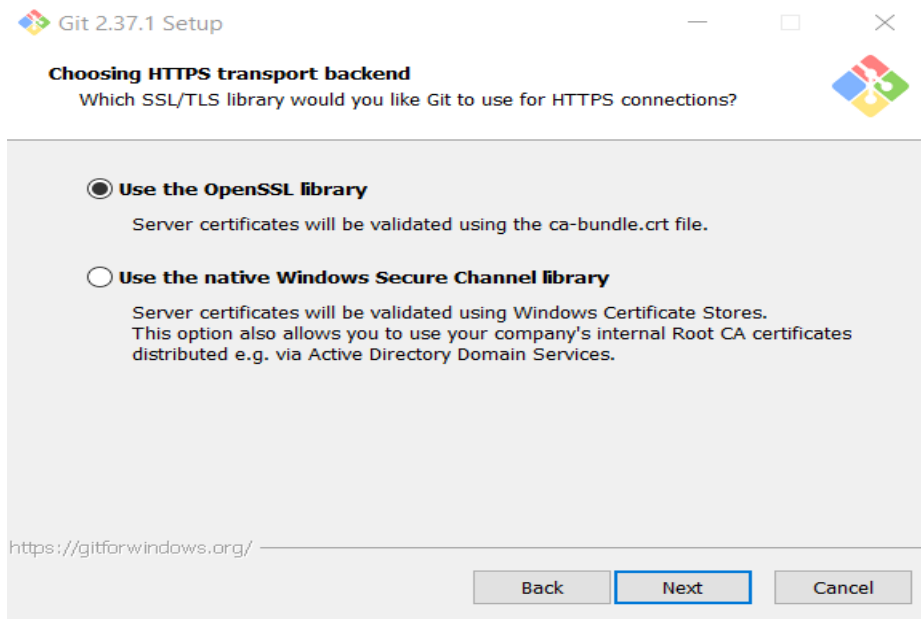 Git 2.37.1 Setup
Choosing HTTPS transport backend
Which SSL/TLS library would you like Git to use for HTTPS connections?
Use the OpenSSL library
Server certificates will be validated using the ca-bundle.crt file.
Use the native Windows Secure Channel library
Server certificates will be validated using Windows Certificate Stores.
This option also allows you to use your company's internal Root CA certificates
distributed e.g. via Active Directory Domain Services.
https://gitforwindows.org/
Back Next Cancel